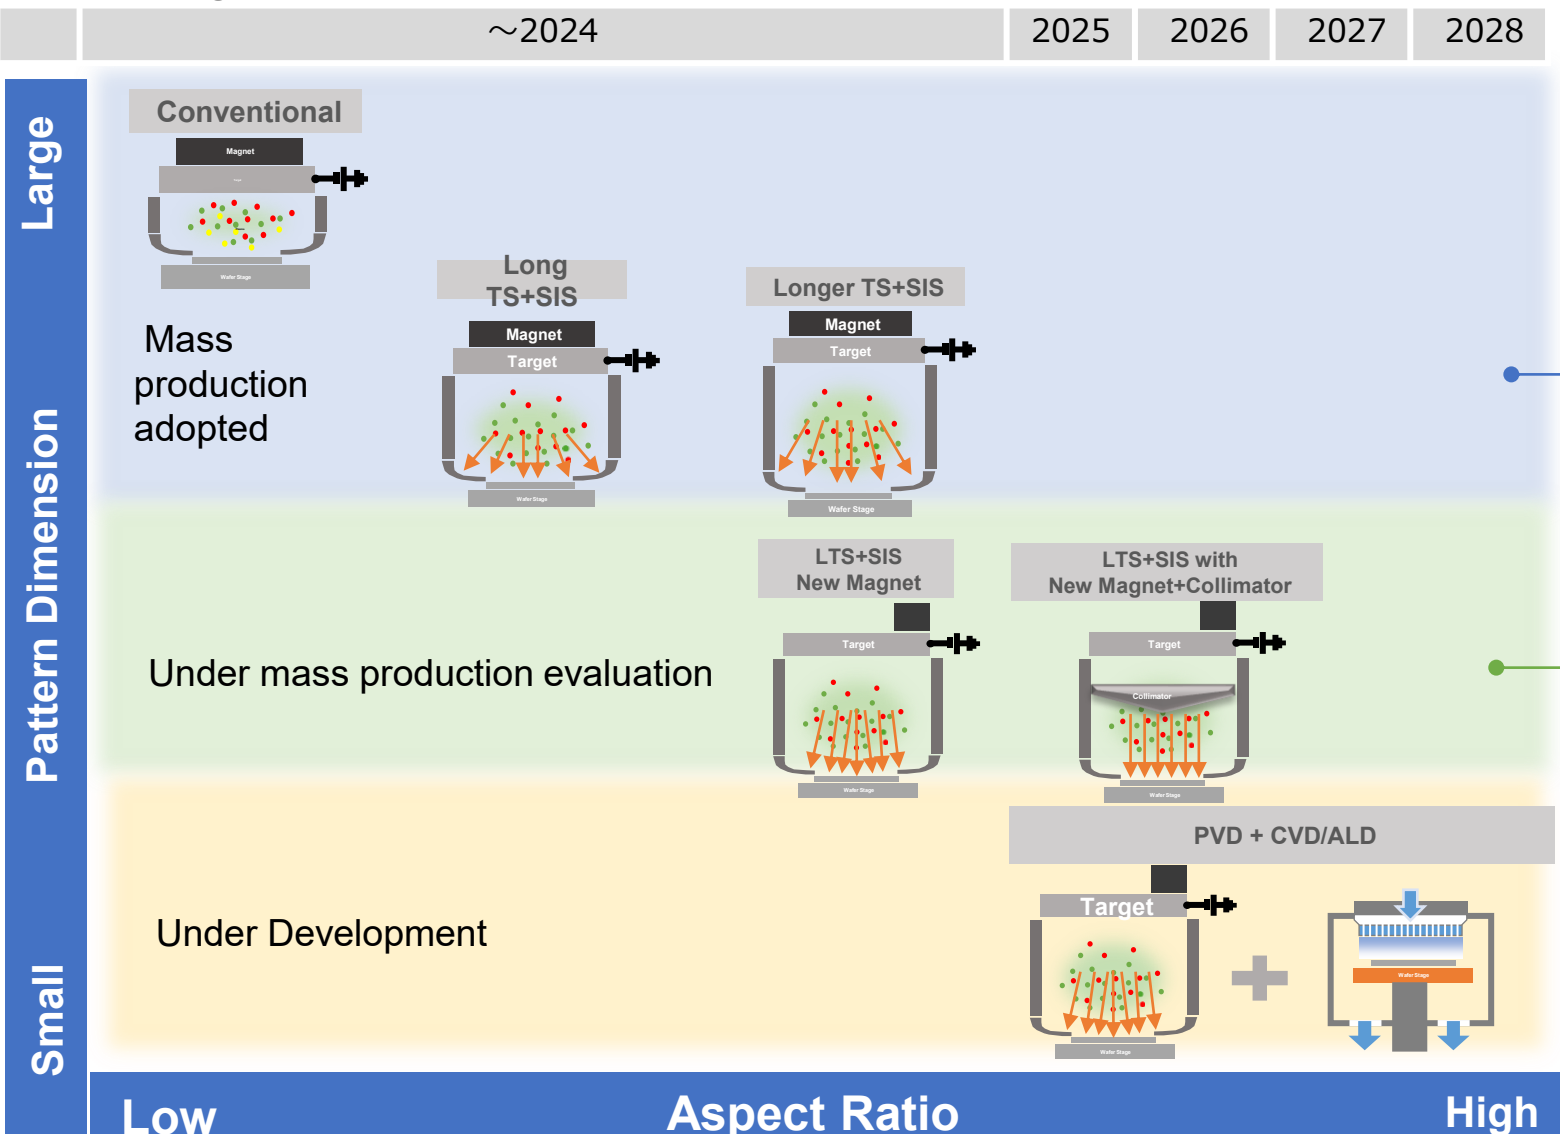 ～2024
2025
2026
2027
2028
Large
Pattern Dimension
Small
Conventional
Magnet
Wafer Stage
Mass
production
adopted
Long
TS+SIS
Magnet
Target
Wafer Stage
Longer TS+SIS
Magnet
Target
Wafer Stage
LTS+SIS
New Magnet
Target
Wafer Stage
LTS+SIS with
New Magnet+Collimator
Target
Collimator
Wafer Stage
Under mass production evaluation
PVD + CVD/ALD
Target
Wafer Stage
Wafer Stage
Under Development
Low
Aspect Ratio
High